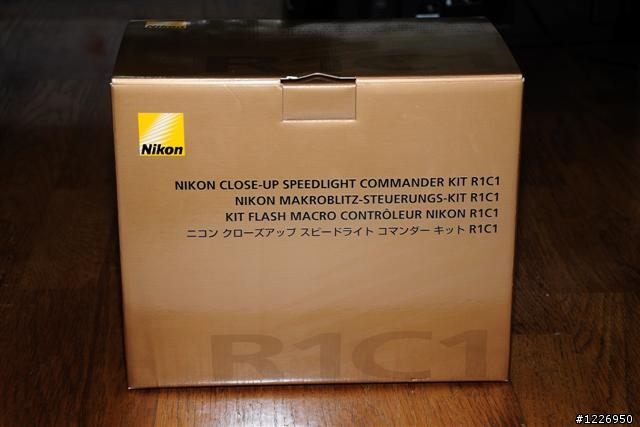 Nikon
R1C1
Nikon
NIKON CLOSE-UP SPEEDLIGHT COMMANDER KIT R1C1
NIKON MAKROBLITZ-STEUERUNGS-KIT R1C1
KIT FLASH MACRO CONTRÔLEUR NIKON R1C1
ニコン クローズアップ スピードライト コマンダー キット R1C1
R1C1
#1226950